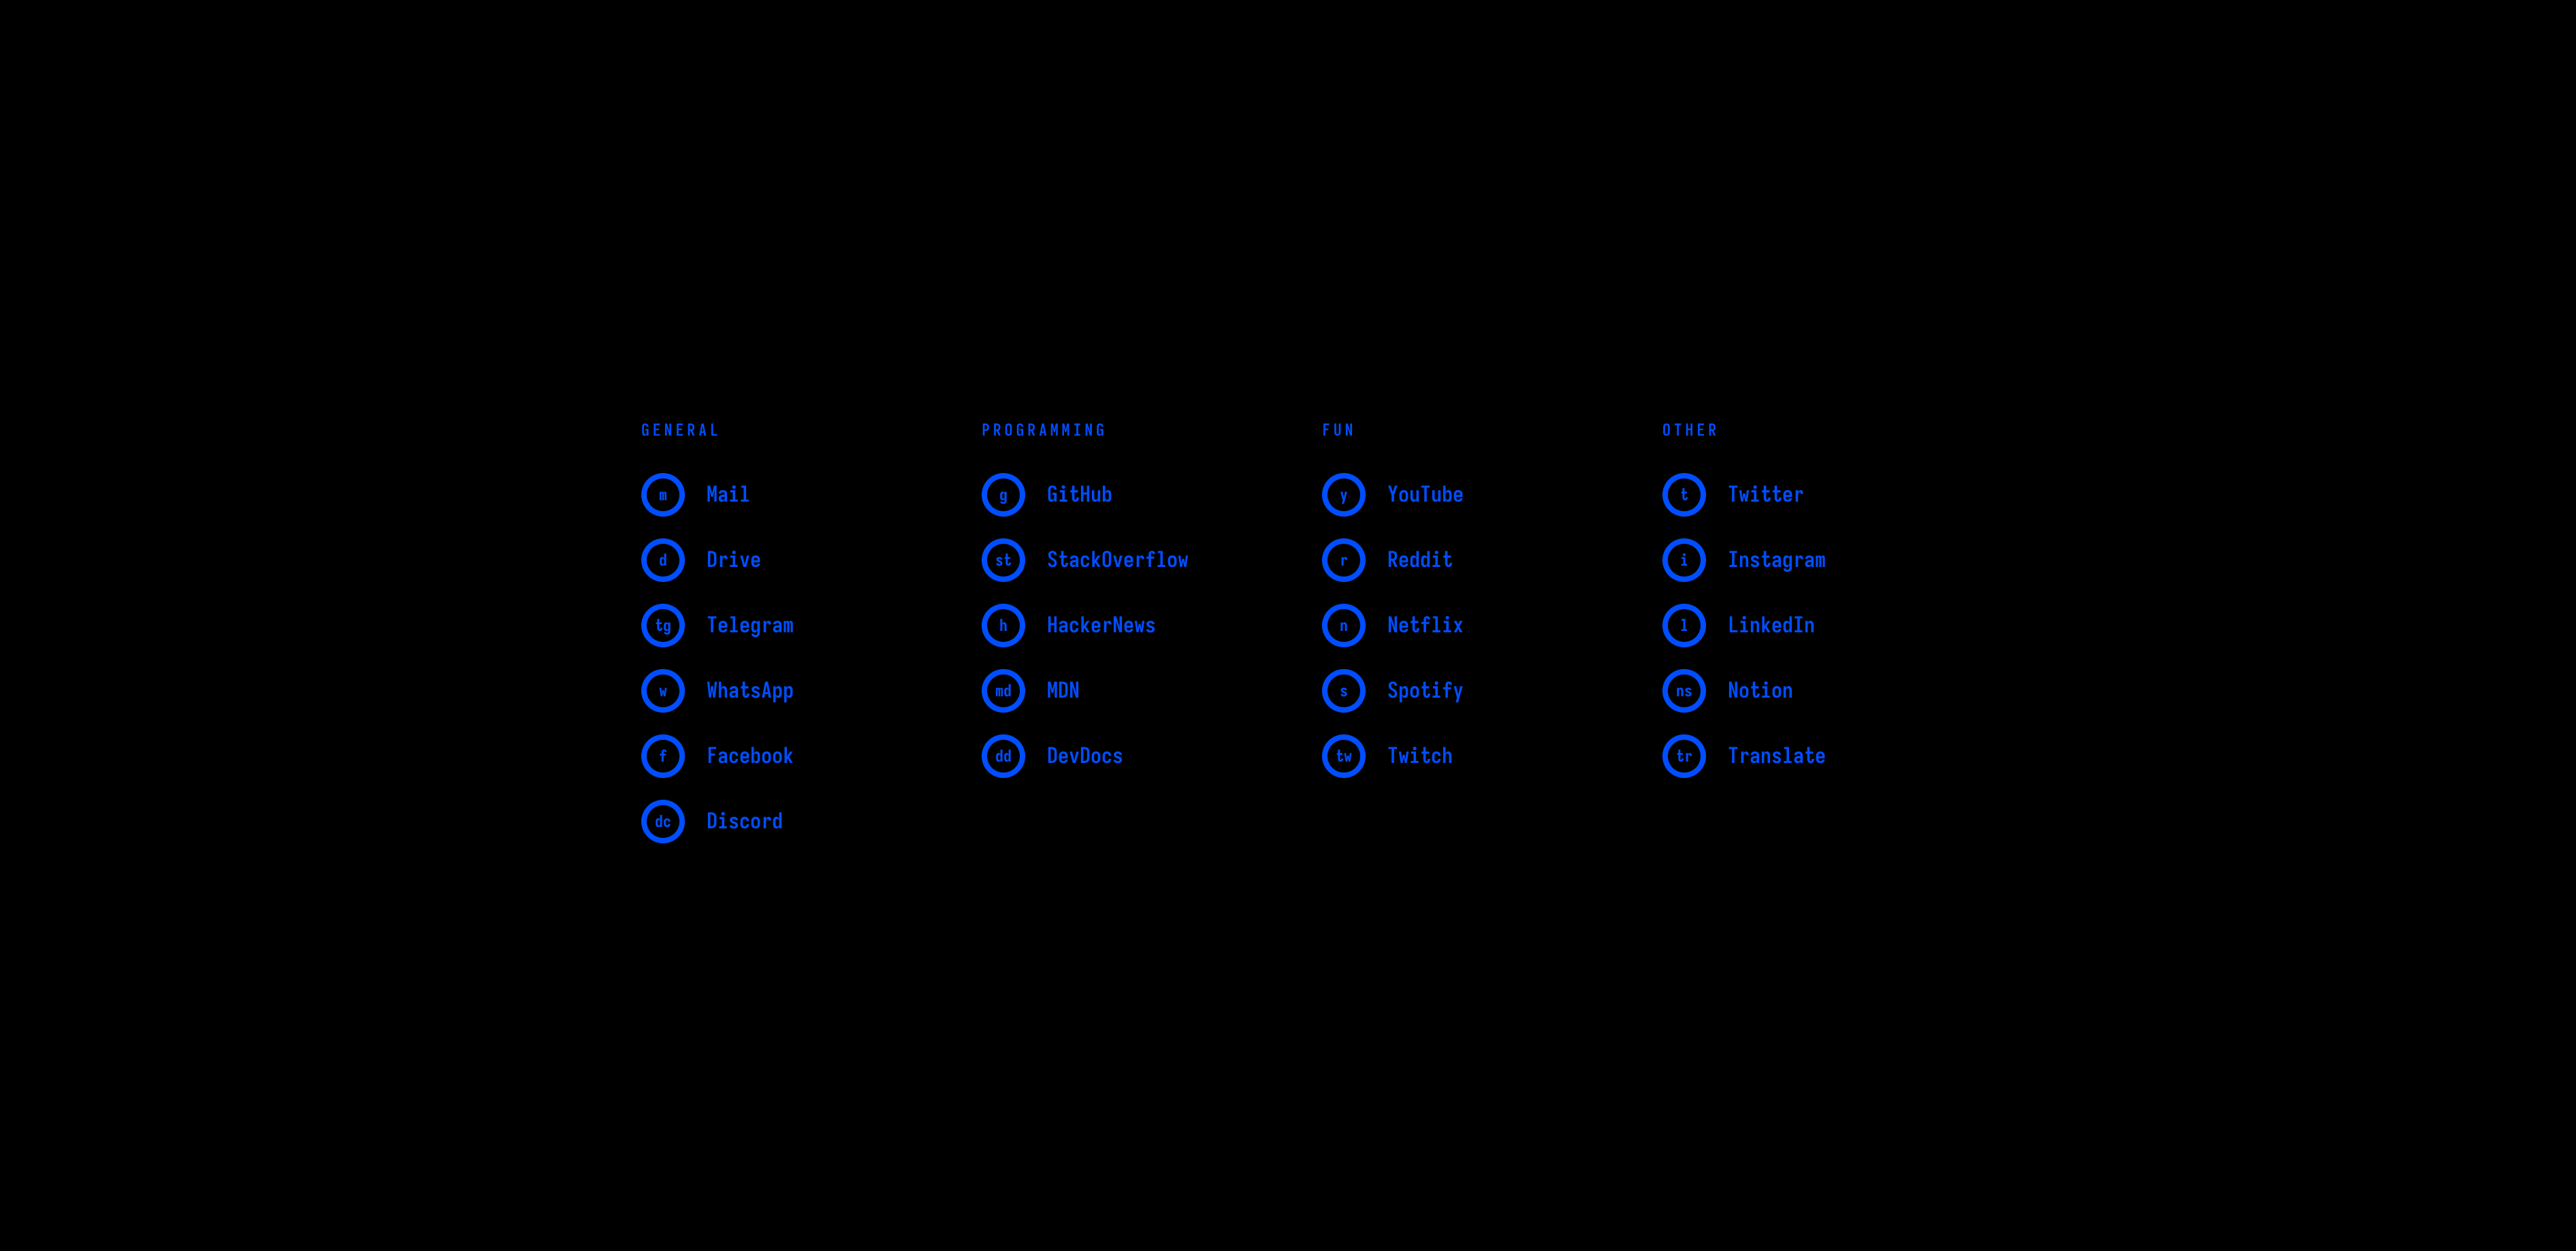 GENERAL
m Mail
d Drive
tg Telegram
w WhatsApp
f Facebook
dc Discord
PROGRAMMING
g GitHub
st StackOverflow
h HackerNews
md MDN
dd DevDocs
FUN
y YouTube
r Reddit
n Netflix
s Spotify
tw Twitch
OTHER
t Twitter
i Instagram
l LinkedIn
ns Notion
tr Translate